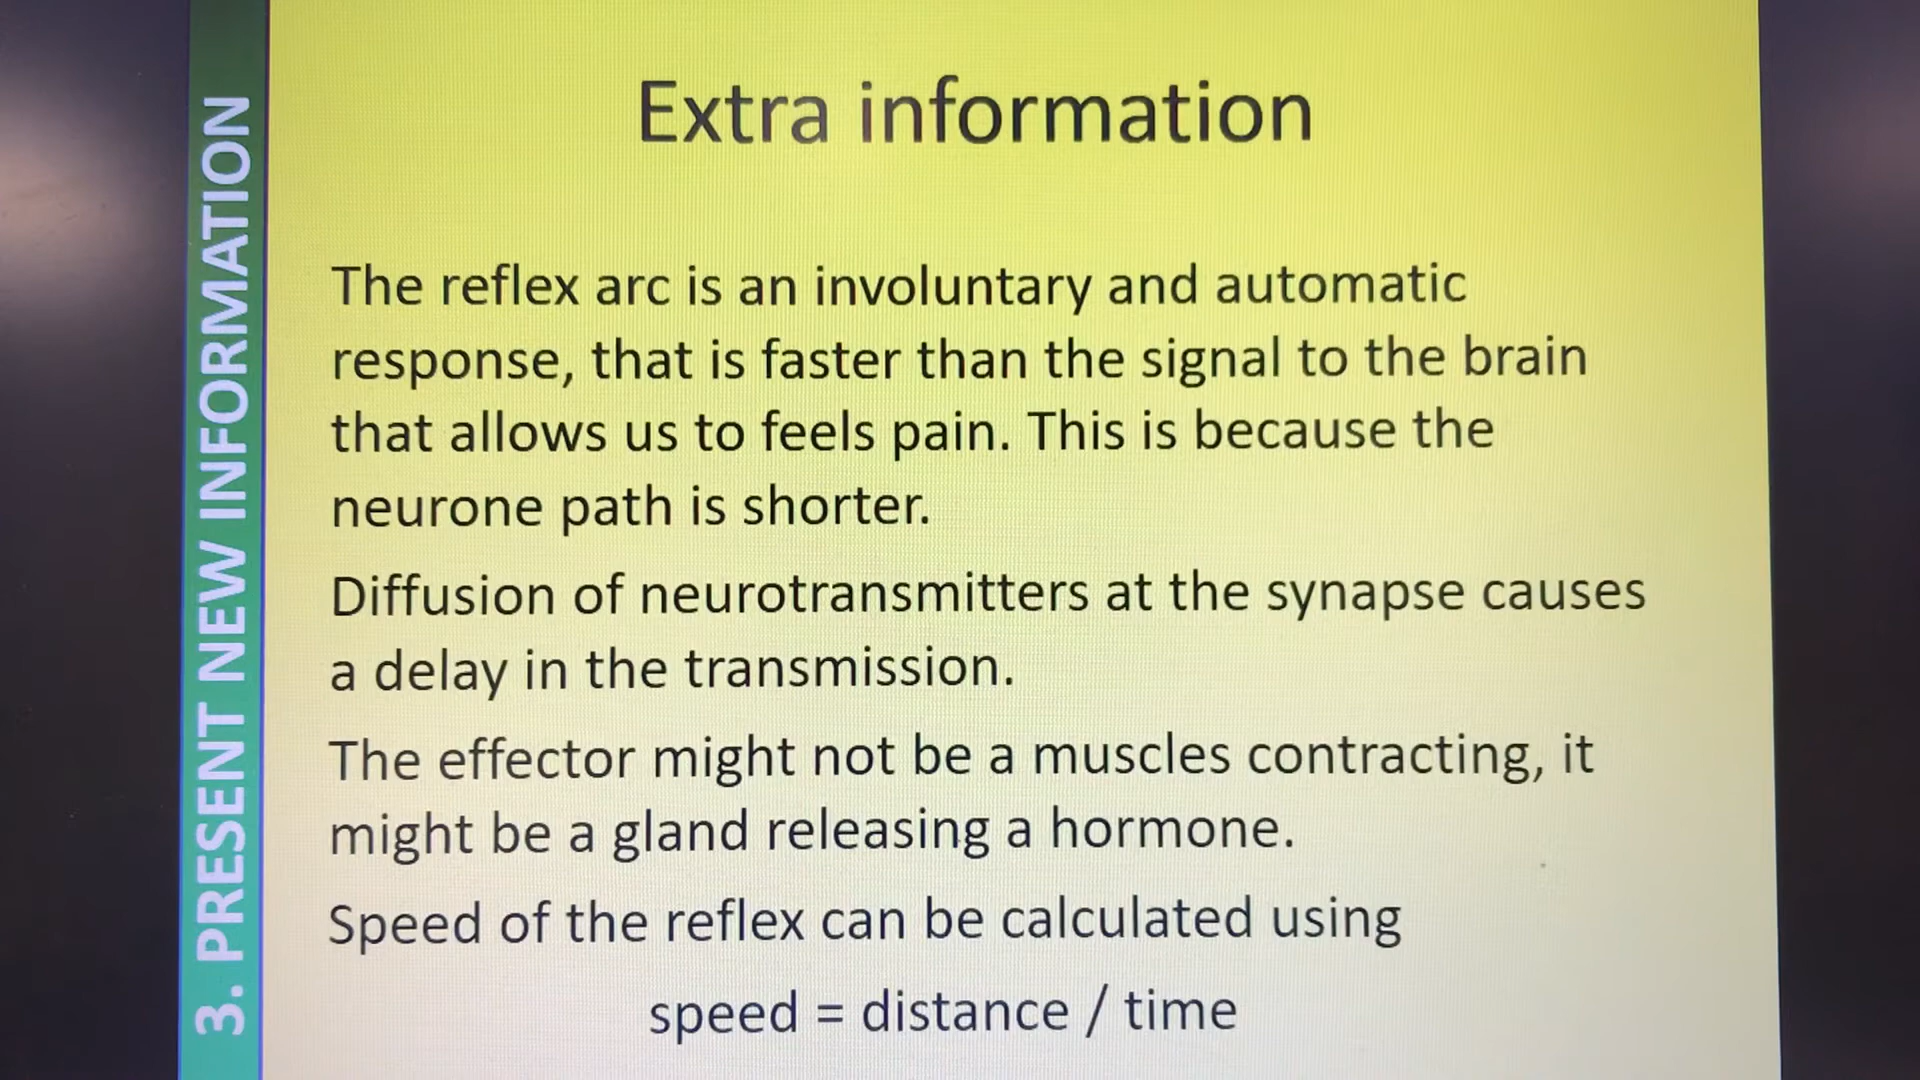 3. PRESENT NEW INFORMATION
Extra information
The reflex arc is an involuntary and automatic
response, that is faster than the signal to the brain
that allows us to feels pain. This is because the
neurone path is shorter.
Diffusion of neurotransmitters at the synapse causes
a delay in the transmission.
The effector might not be a muscles contracting, it
might be a gland releasing a hormone.
Speed of the reflex can be calculated using
speed = distance / time